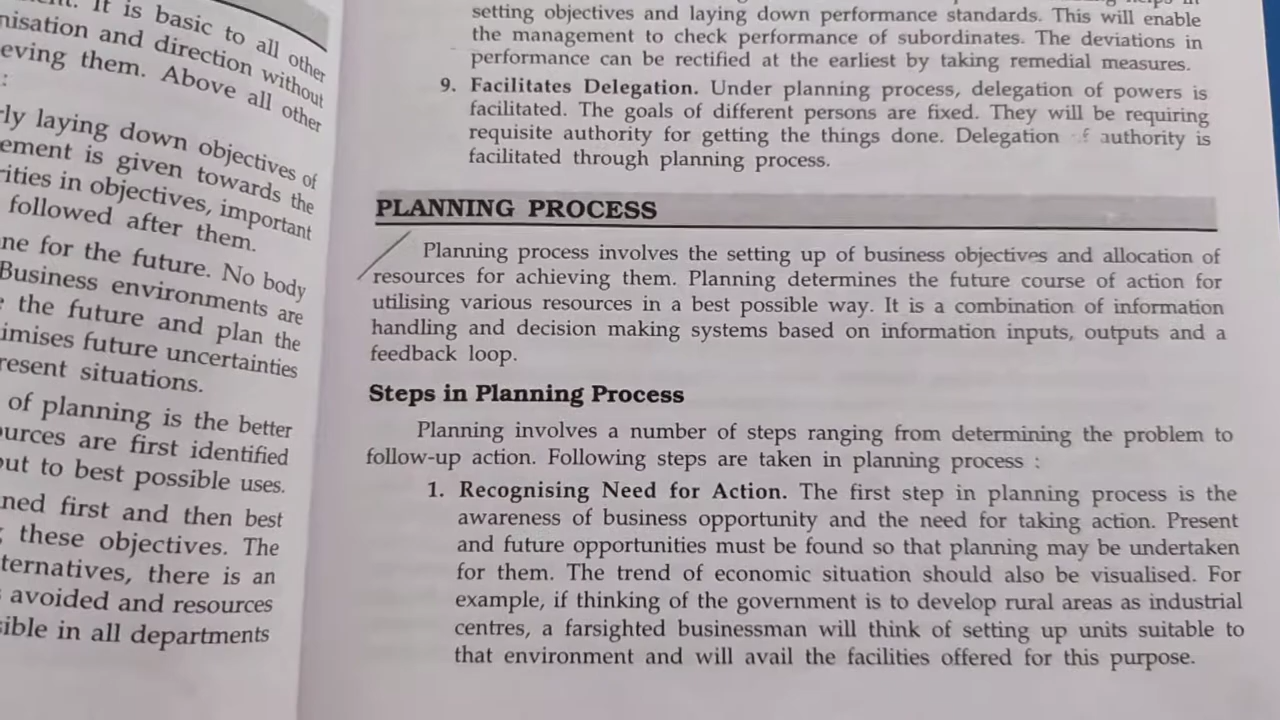 It is basic to all other
nisation and direction without
eving them. Above all other
:
rly laying down objectives of
ement is given towards the
rities in objectives, important
followed after them.
ne for the future. No body
Business environments are
the future and plan the
imises future uncertainties
resent situations.
of planning is the better
ources are first identified
out to best possible uses.
ned first and then best
these objectives. The
ternatives, there is an
avoided and resources
sible in all departments
setting objectives and laying down performance standards. This will enable
the management to check performance of subordinates. The deviations in
performance can be rectified at the earliest by taking remedial measures.
9. Facilitates Delegation. Under planning process, delegation of powers is
facilitated. The goals of different persons are fixed. They will be requiring
requisite authority for getting the things done. Delegation of authority is
facilitated through planning process.
PLANNING PROCESS
Planning process involves the setting up of business objectives and allocation of
resources for achieving them. Planning determines the future course of action for
utilising various resources in a best possible way. It is a combination of information
handling and decision making systems based on information inputs, outputs and a
feedback loop.
Steps in Planning Process
Planning involves a number of steps ranging from determining the problem to
follow-up action. Following steps are taken in planning process :
1. Recognising Need for Action. The first step in planning process is the
awareness of business opportunity and the need for taking action. Present
and future opportunities must be found so that planning may be undertaken
for them. The trend of economic situation should also be visualised. For
example, if thinking of the government is to develop rural areas as industrial
centres, a farsighted businessman will think of setting up units suitable to
that environment and will avail the facilities offered for this purpose.